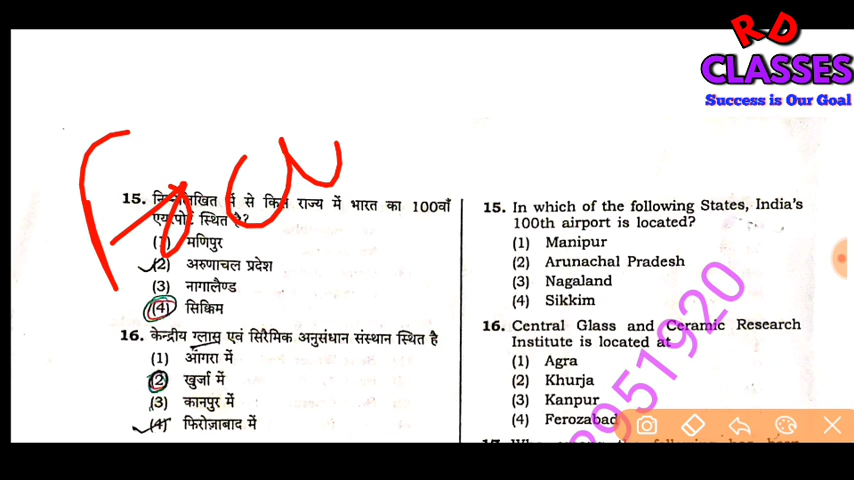 R D
CLASSES
Success is Our Goal
15. निम्नलिखित में से किस राज्य में भारत का 100वाँ
एयरपोर्ट स्थित है?
(1) मणिपुर
(2) अरुणाचल प्रदेश
(3) नागालैण्ड
(4) सिक्किम
16. केन्द्रीय ग्लास एवं सिरैमिक अनुसंधान संस्थान स्थित है
(1) आगरा में
(2) खुर्जा में
(3) कानपुर में
(4) फिरोज़ाबाद में
15. In which of the following States, India's
100th airport is located?
(1) Manipur
(2) Arunachal Pradesh
(3) Nagaland
(4) Sikkim
16. Central Glass and Ceramic Research
Institute is located at
(1) Agra
(2) Khurja
(3) Kanpur
(4) Ferozabad
9051920